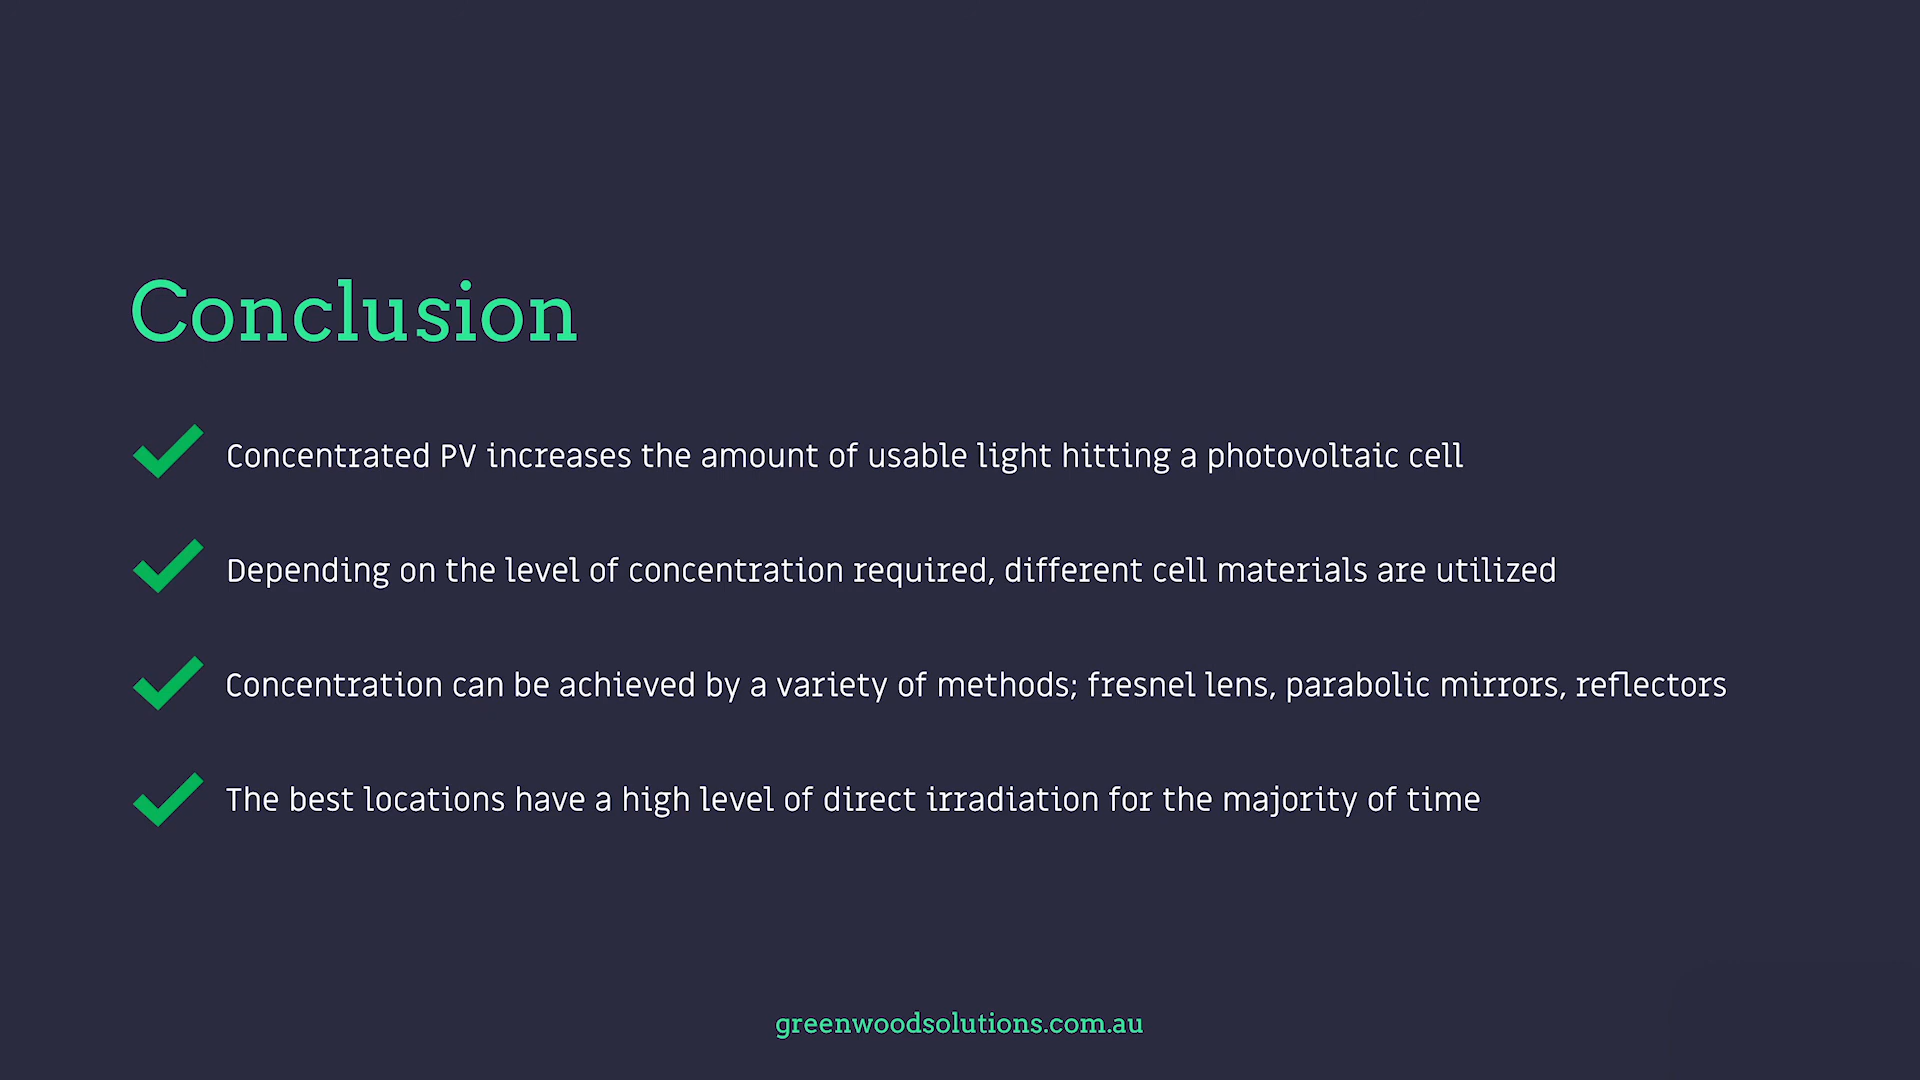 Conclusion
Concentrated PV increases the amount of usable light hitting a photovoltaic cell
Depending on the level of concentration required, different cell materials are utilized
Concentration can be achieved by a variety of methods; fresnel lens, parabolic mirrors, reflectors
The best locations have a high level of direct irradiation for the majority of time
greenwoodsolutions.com.au